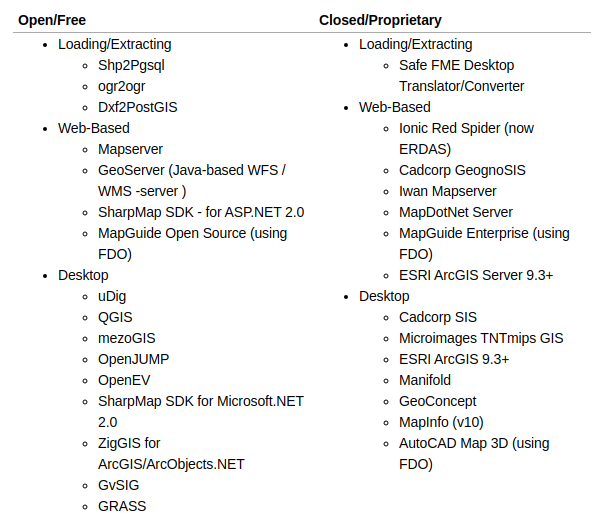 Open/Free
Loading/Extracting
Shp2Pgsql
ogr2ogr
Dxf2PostGIS
Web-Based
Mapserver
GeoServer (Java-based WFS /
WMS -server )
SharpMap SDK - for ASP.NET 2.0
MapGuide Open Source (using
FDO)
Desktop
uDig
QGIS
mezoGIS
OpenJUMP
OpenEV
SharpMap SDK for Microsoft.NET
2.0
ZigGIS for
ArcGIS/ArcObjects.NET
GvSIG
GRASS
Closed/Proprietary
Loading/Extracting
Safe FME Desktop
Translator/Converter
Web-Based
Ionic Red Spider (now
ERDAS)
Cadcorp GeognoSIS
Iwan Mapserver
MapDotNet Server
MapGuide Enterprise (using
FDO)
ESRI ArcGIS Server 9.3+
Desktop
Cadcorp SIS
Microimages TNTmips GIS
ESRI ArcGIS 9.3+
Manifold
GeoConcept
MapInfo (v10)
AutoCAD Map 3D (using
FDO)